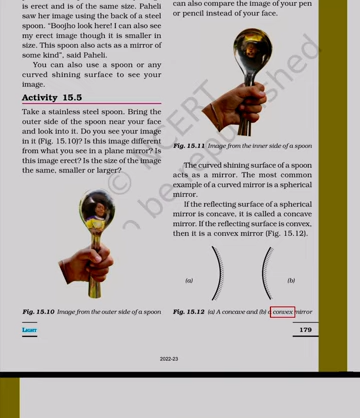 is erect and is of the same size. Paheli
saw her image using the back of a steel
spoon. "Boojho look here! I can also see
my erect image though it is smaller in
size. This spoon also acts as a mirror of
some kind", said Paheli.
You can also use a spoon or any
curved shining surface to see your
image.
Activity 15.5
Take a stainless steel spoon. Bring the
outer side of the spoon near your face
and look into it. Do you see your image
in it (Fig. 15.10)? Is this image different
from what you see in a plane mirror? Is
this image erect? Is the size of the image
the same, smaller or larger?
Fig. 15.10 Image from the outer side of a spoon
can also compare the image of your pen
or pencil instead of your face.
Fig. 15.11 Image from the inner side of a spoon
The curved shining surface of a spoon
acts as a mirror. The most common
example of a curved mirror is a spherical
mirror.
If the reflecting surface of a spherical
mirror is concave, it is called a concave
mirror. If the reflecting surface is convex,
then it is a convex mirror (Fig. 15.12).
(a)
(b)
Fig. 15.12 (a) A concave and (b) a convex mirror
© NCERT
be republished
LIGHT
179
2022-23